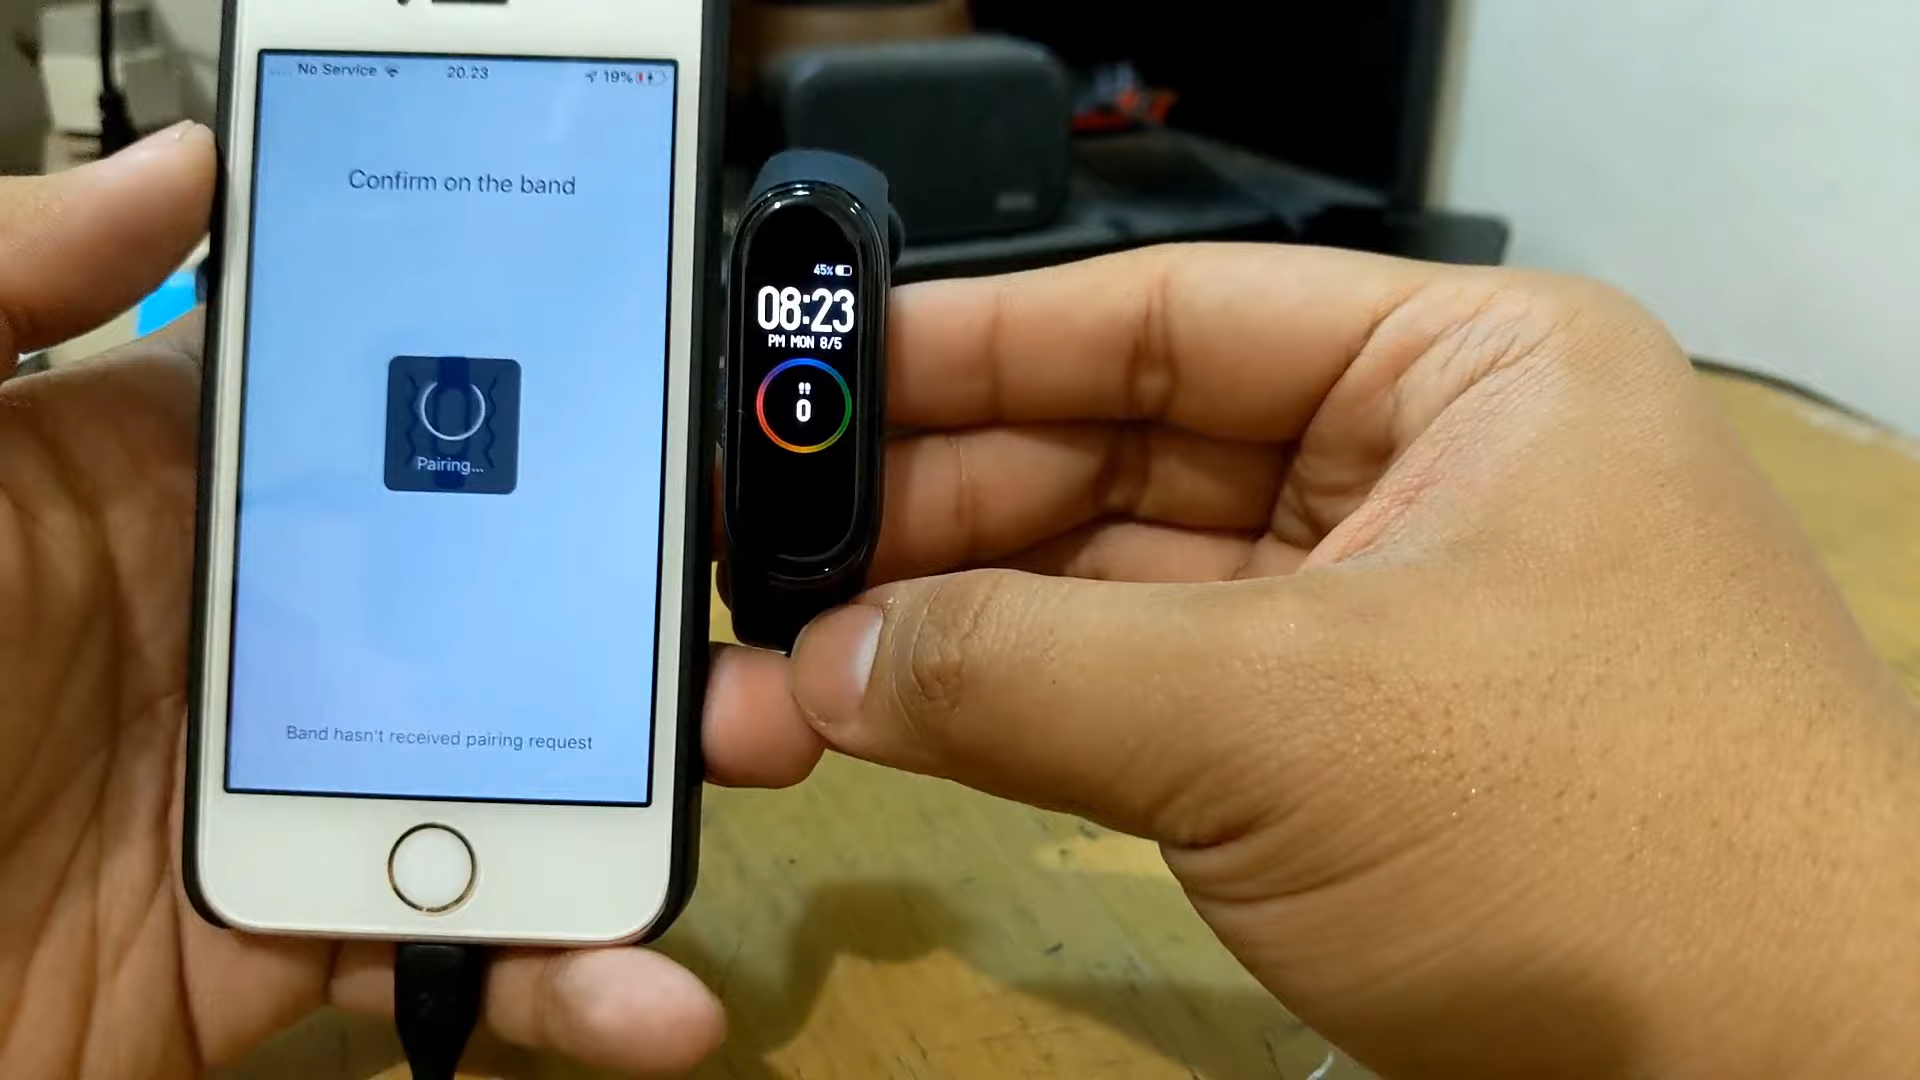 No Service 20.23 19%
Confirm on the band
Pairing...
Band hasn't received pairing request
45%
08:23
PM MON 8/5
0